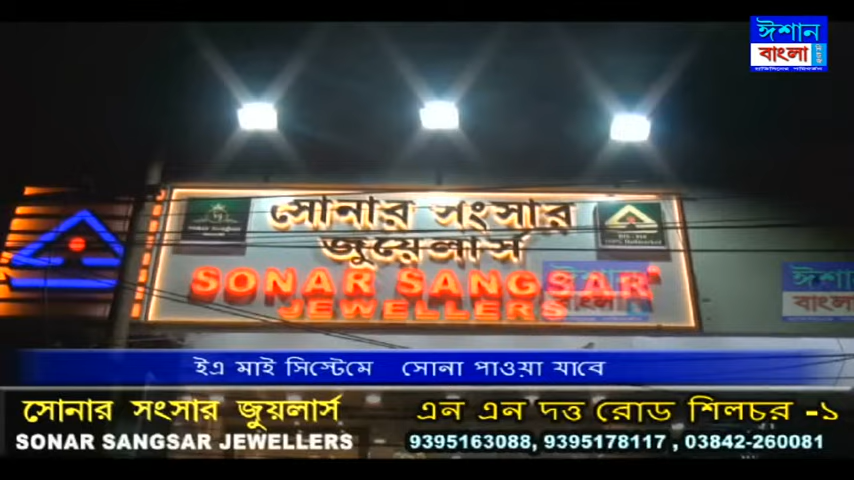 ঈশান
বাংলা
সোনার সংসার
জুয়েলার্স
SONAR SANGSAR
JEWELLERS
ঈশান
বাংলা
ঈশান
বাংলা
ইএ মাই সিস্টেমে সোনা পাওয়া যাবে
সোনার সংসার জুয়লার্স এন এন দত্ত রোড শিলচর -১
SONAR SANGSAR JEWELLERS 9395163088, 9395178117 , 03842-260081